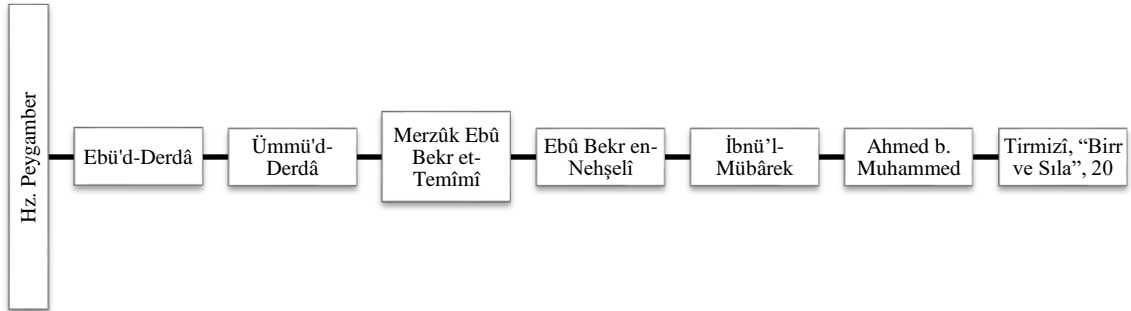 Hz. Peygamber
Ebü'd-Derdâ
Ümmü'd-
Derdâ
Merzûk Ebû
Bekr et-
Temîmî
Ebû Bekr en-
Nehşelî
İbnü’l-
Mübârek
Ahmed b.
Muhammed
Tirmizî, “Birr
ve Sıla”, 20